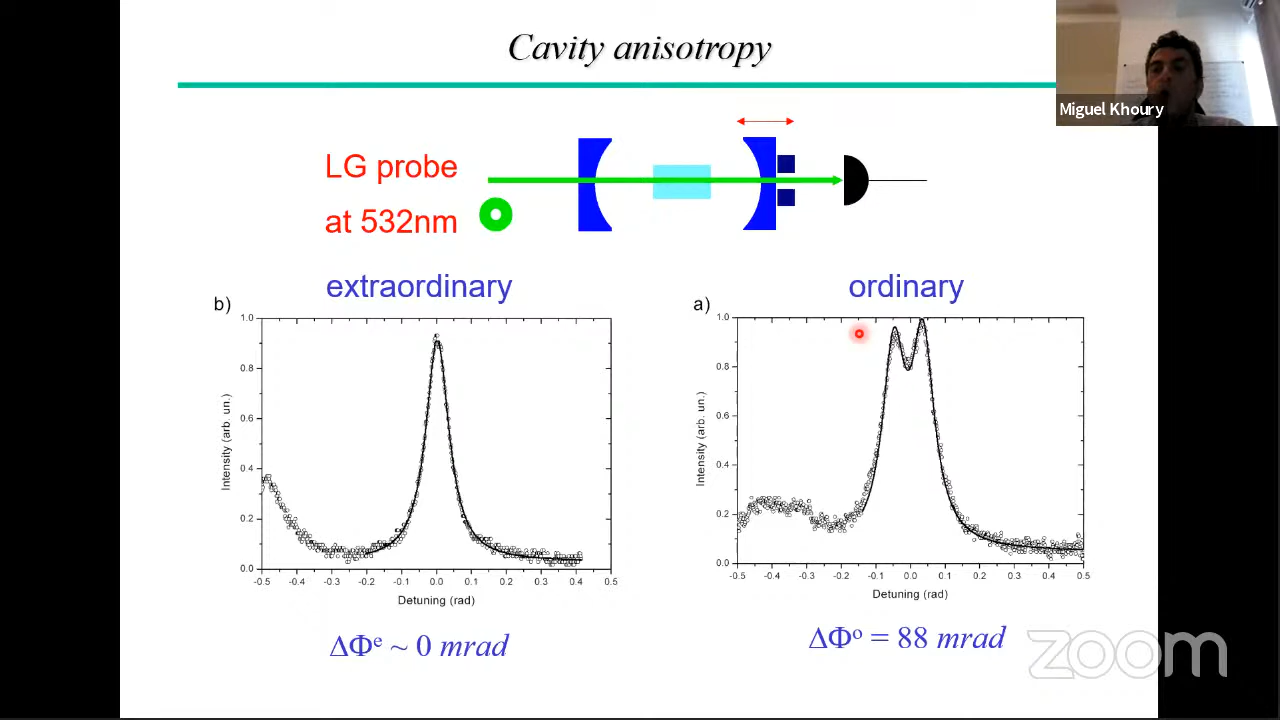 Cavity anisotropy
Miguel Khoury
LG probe
at 532nm
extraordinary
ordinary
b)
a)
1.0
0.8
0.6
0.4
0.2
0.0
Intensity (arb. un.)
-0.5 -0.4 -0.3 -0.2 -0.1 0.0 0.1 0.2 0.3 0.4 0.5
Detuning (rad)
1.0
0.8
0.6
0.4
0.2
0.0
Intensity (arb. un.)
-0.5 -0.4 -0.3 -0.2 -0.1 0.0 0.1 0.2 0.3 0.4 0.5
Detuning (rad)
ΔΦᵉ ~ 0 mrad
ΔΦᵒ = 88 mrad
zoom